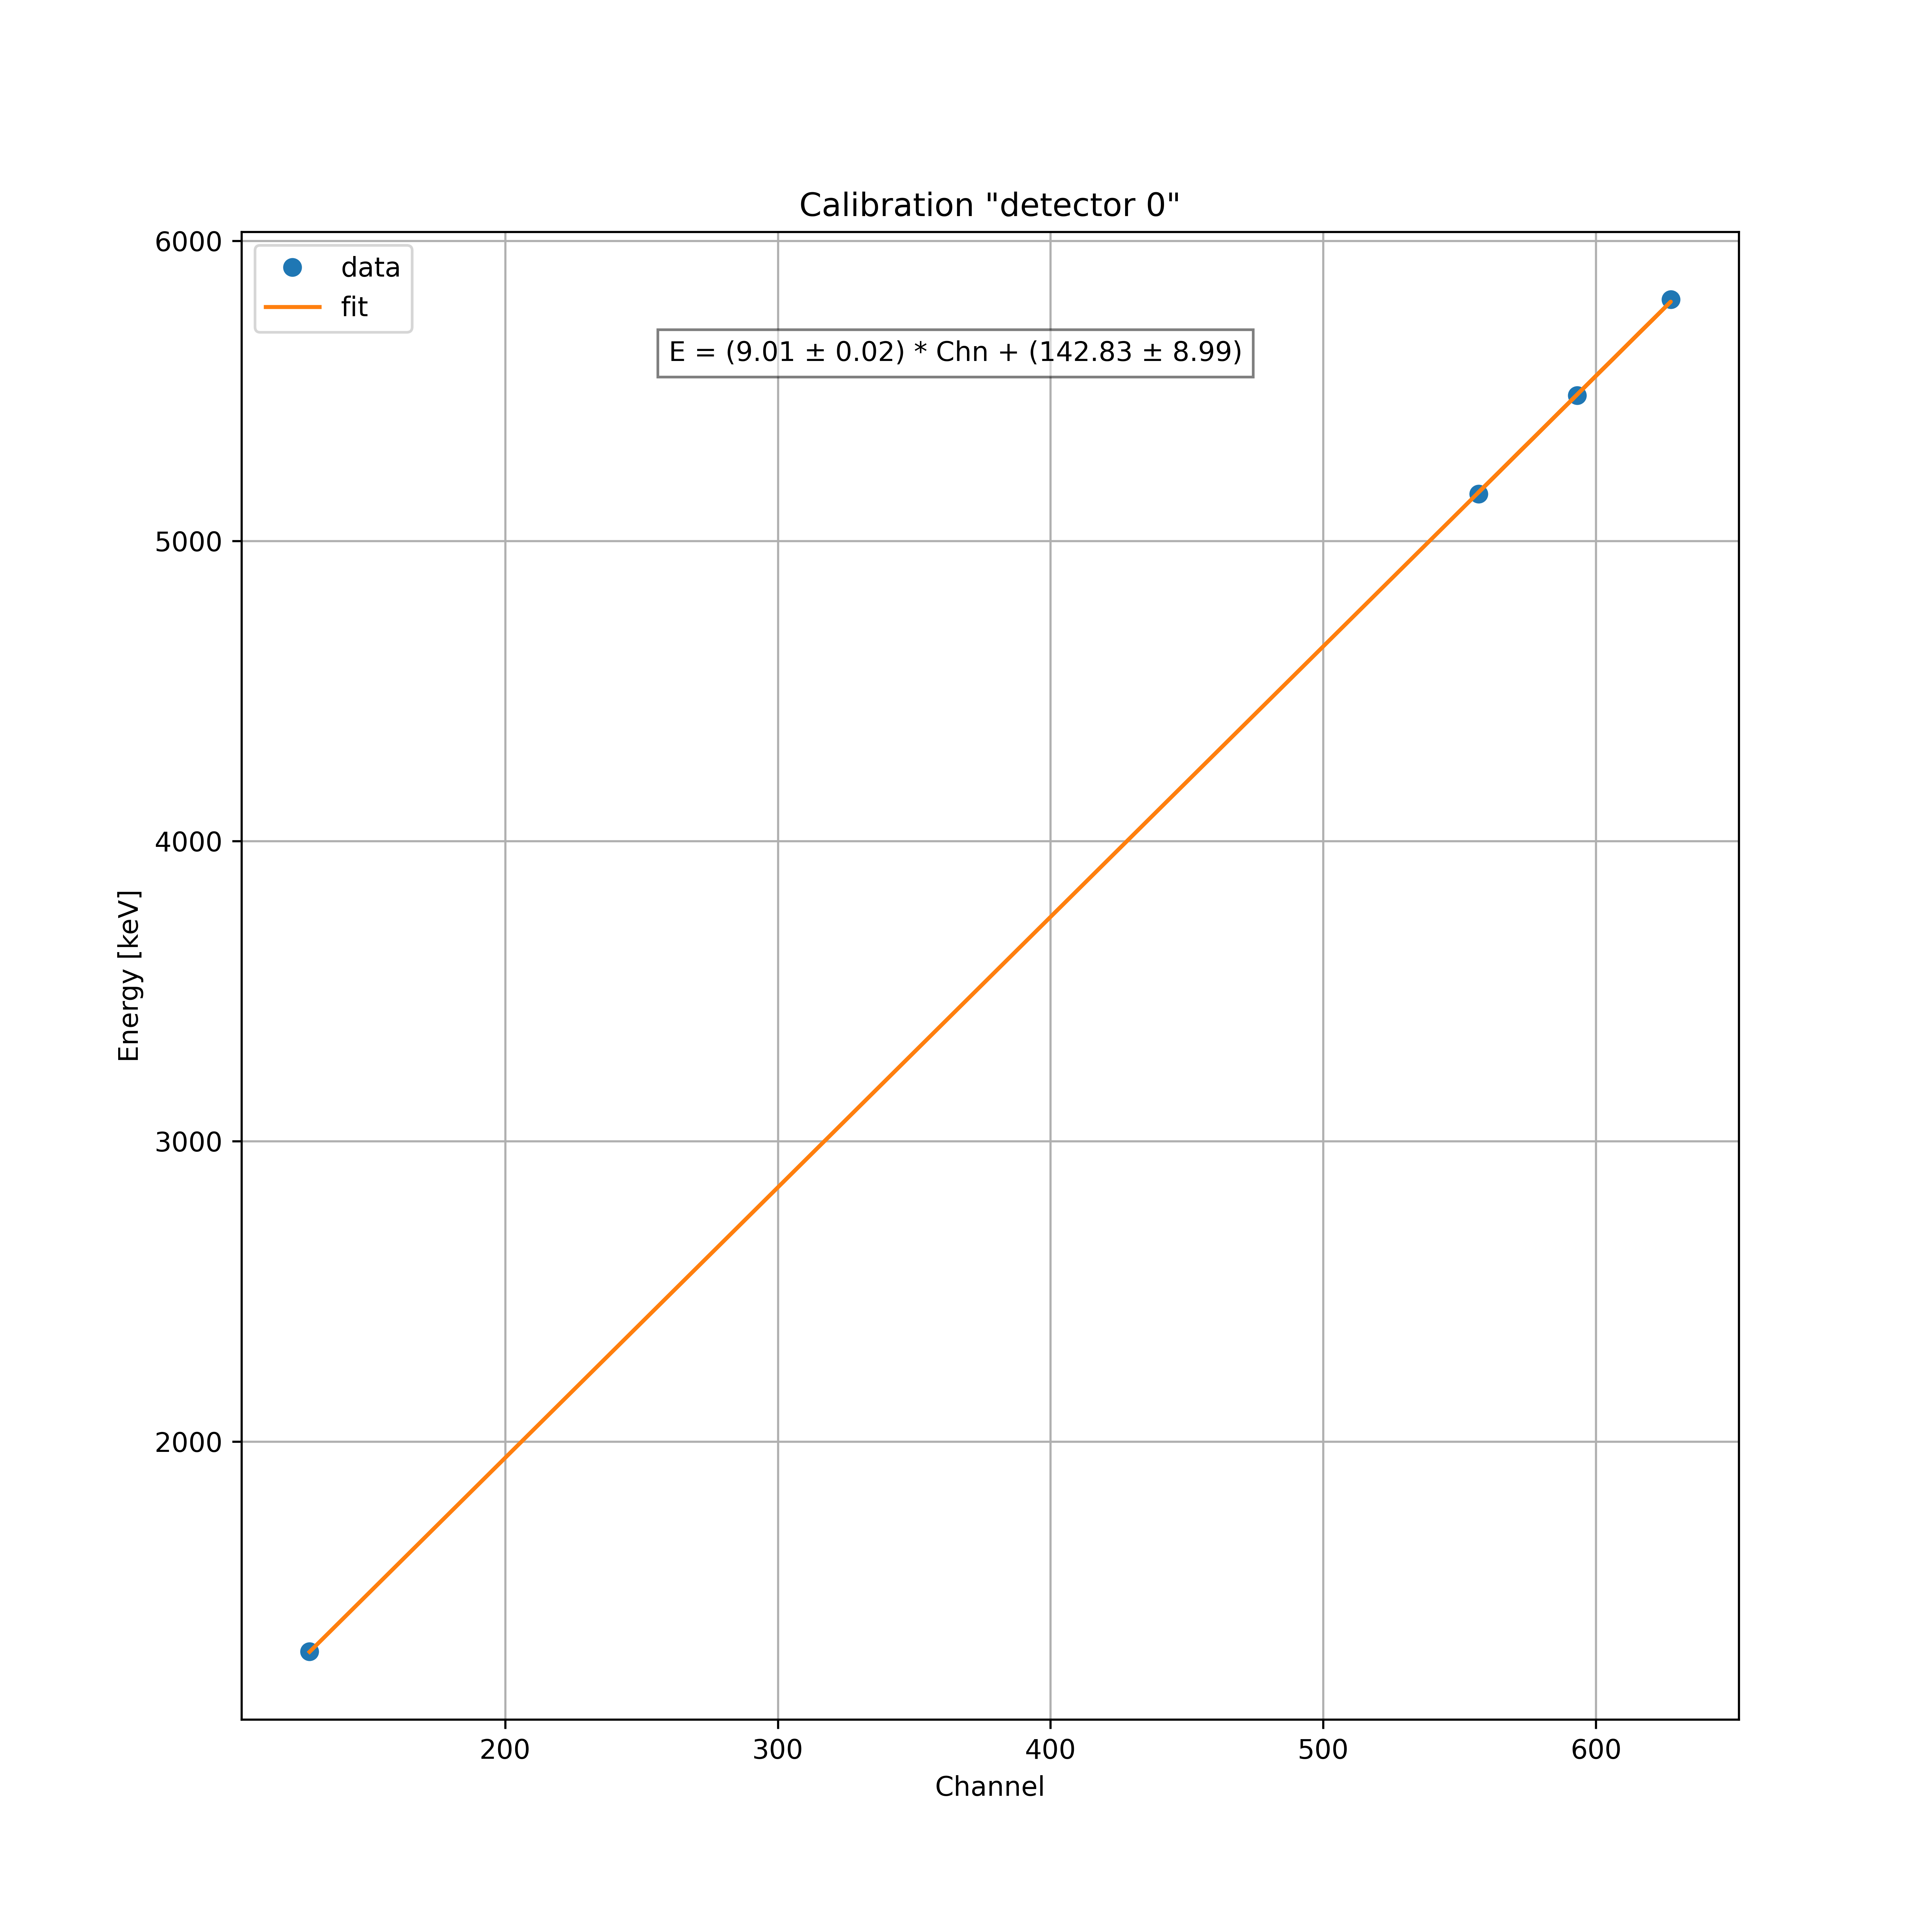 Calibration "detector 0"
6000
data
fit
E = (9.01 ± 0.02) * Chn + (142.83 ± 8.99)
5000
4000
Energy [keV]
3000
2000
200 300 400 500 600
Channel